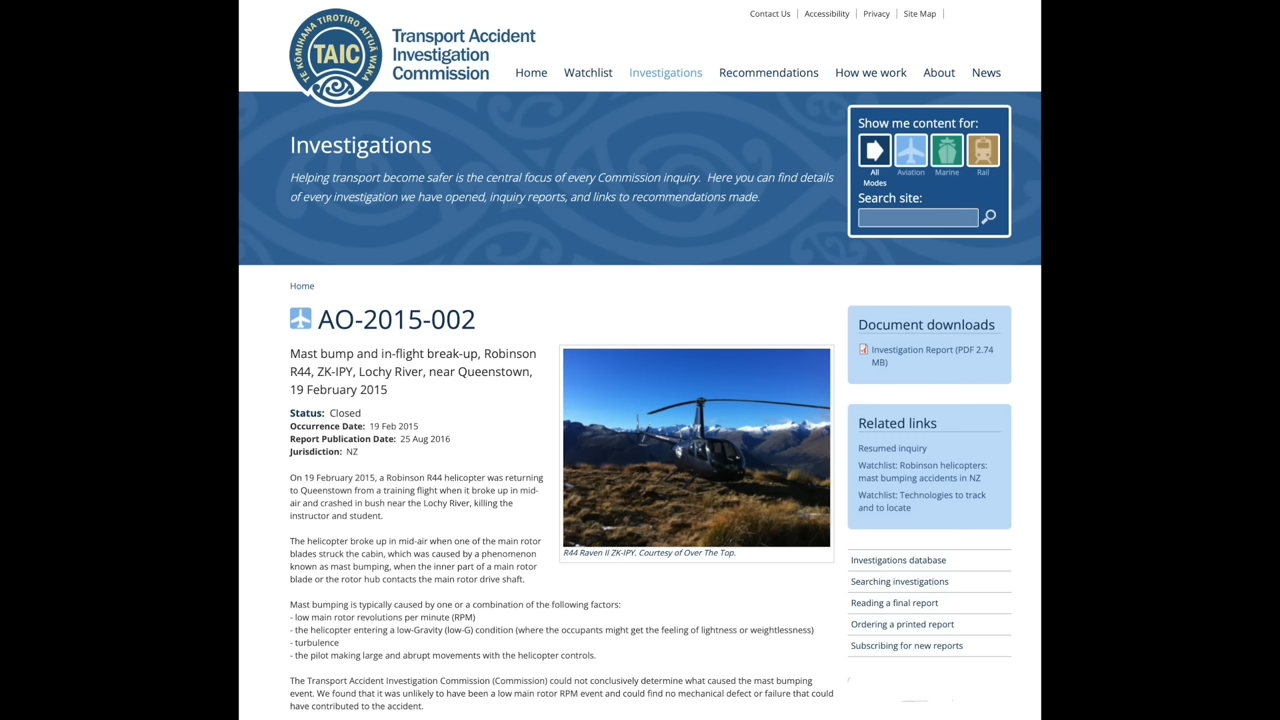 Contact Us
Accessibility
Privacy
Site Map
TE KŌMIHANA TIROTIRO AITUĀ WAKA
TAIC
Transport Accident
Investigation
Commission
Home
Watchlist
Investigations
Recommendations
How we work
About
News
Investigations
Helping transport become safer is the central focus of every Commission inquiry. Here you can find details
of every investigation we have opened, inquiry reports, and links to recommendations made.
Show me content for:
All
Modes
Aviation
Marine
Rail
Search site:
Home
AO-2015-002
Mast bump and in-flight break-up, Robinson
R44, ZK-IPY, Lochy River, near Queenstown,
19 February 2015
Status: Closed
Occurrence Date: 19 Feb 2015
Report Publication Date: 25 Aug 2016
Jurisdiction: NZ
On 19 February 2015, a Robinson R44 helicopter was returning
to Queenstown from a training flight when it broke up in mid-
air and crashed in bush near the Lochy River, killing the
instructor and student.
The helicopter broke up in mid-air when one of the main rotor
blades struck the cabin, which was caused by a phenomenon
known as mast bumping, when the inner part of a main rotor
blade or the rotor hub contacts the main rotor drive shaft.
R44 Raven II ZK-IPY. Courtesy of Over The Top.
Mast bumping is typically caused by one or a combination of the following factors:
- low main rotor revolutions per minute (RPM)
- the helicopter entering a low-Gravity (low-G) condition (where the occupants might get the feeling of lightness or weightlessness)
- turbulence
- the pilot making large and abrupt movements with the helicopter controls.
The Transport Accident Investigation Commission (Commission) could not conclusively determine what caused the mast bumping
event. We found that it was unlikely to have been a low main rotor RPM event and could find no mechanical defect or failure that could
have contributed to the accident.
Document downloads
Investigation Report (PDF 2.74
MB)
Related links
Resumed inquiry
Watchlist: Robinson helicopters:
mast bumping accidents in NZ
Watchlist: Technologies to track
and to locate
Investigations database
Searching investigations
Reading a final report
Ordering a printed report
Subscribing for new reports